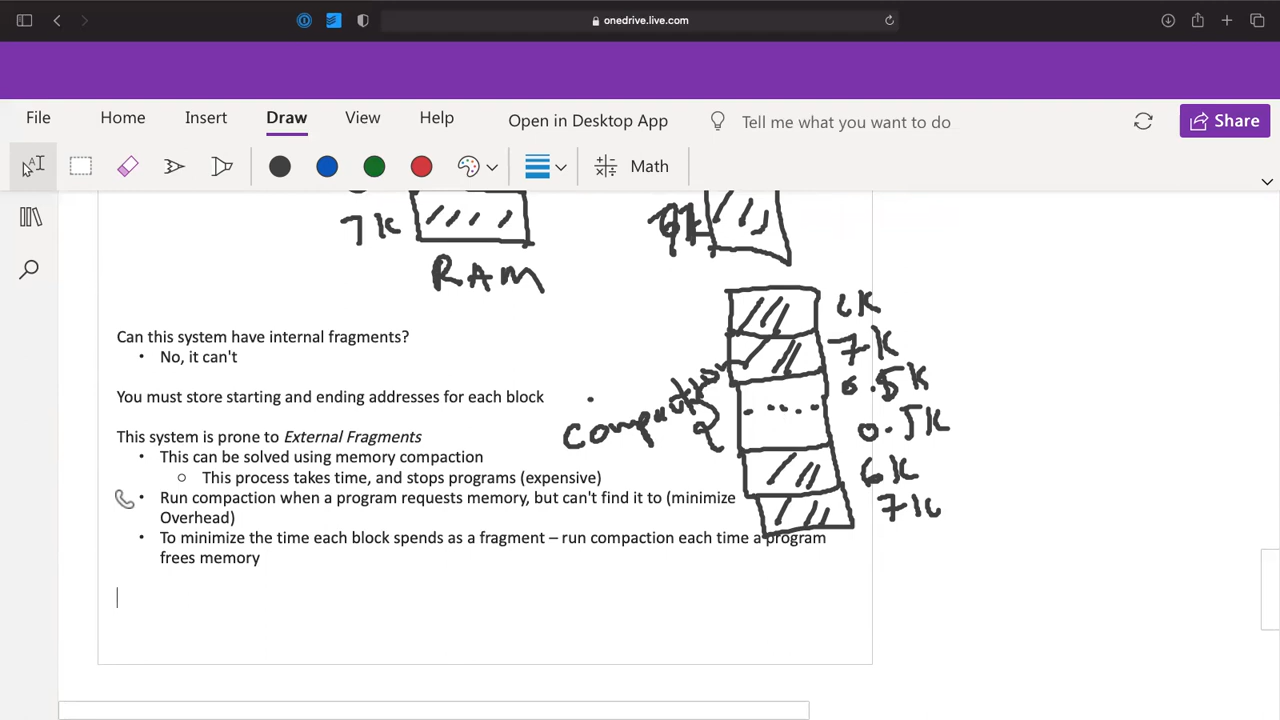 onedrive.live.com
File Home Insert Draw View Help Open in Desktop App Tell me what you want to do Share
Math
7K
RAM
7K
0.5K
0.5K
6K
7K
Compaction
Can this system have internal fragments?
• No, it can't
You must store starting and ending addresses for each block
This system is prone to External Fragments
• This can be solved using memory compaction
○ This process takes time, and stops programs (expensive)
• Run compaction when a program requests memory, but can't find it to (minimize
Overhead)
• To minimize the time each block spends as a fragment – run compaction each time a program
frees memory